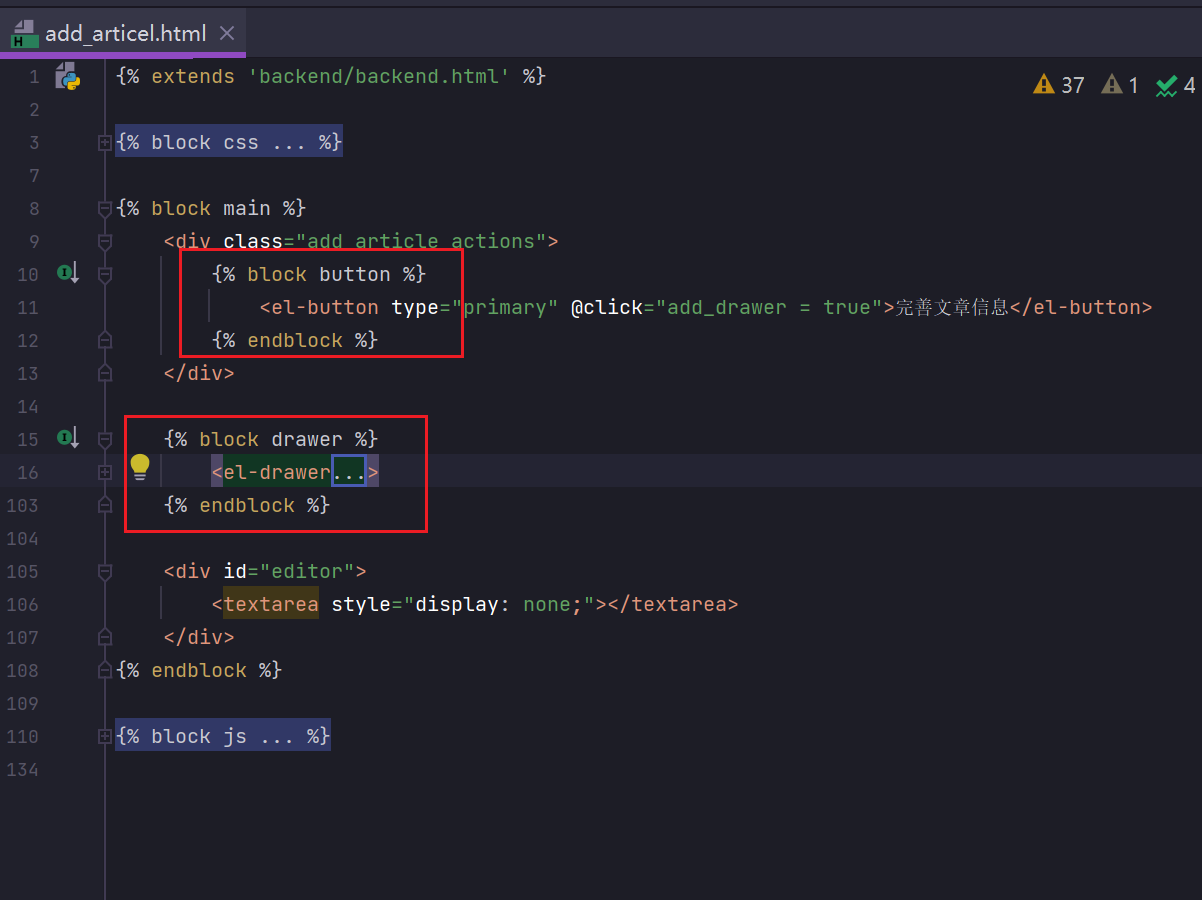 add_articel.html
37 1 4
1 {% extends 'backend/backend.html' %}
2
3 {% block css ... %}
7
8 {% block main %}
9 <div class="add_article_actions">
10 {% block button %}
11 <el-button type="primary" @click="add_drawer = true">完善文章信息</el-button>
12 {% endblock %}
13 </div>
14
15 {% block drawer %}
16 <el-drawer...>
103 {% endblock %}
104
105 <div id="editor">
106 <textarea style="display: none;"></textarea>
107 </div>
108 {% endblock %}
109
110 {% block js ... %}
134